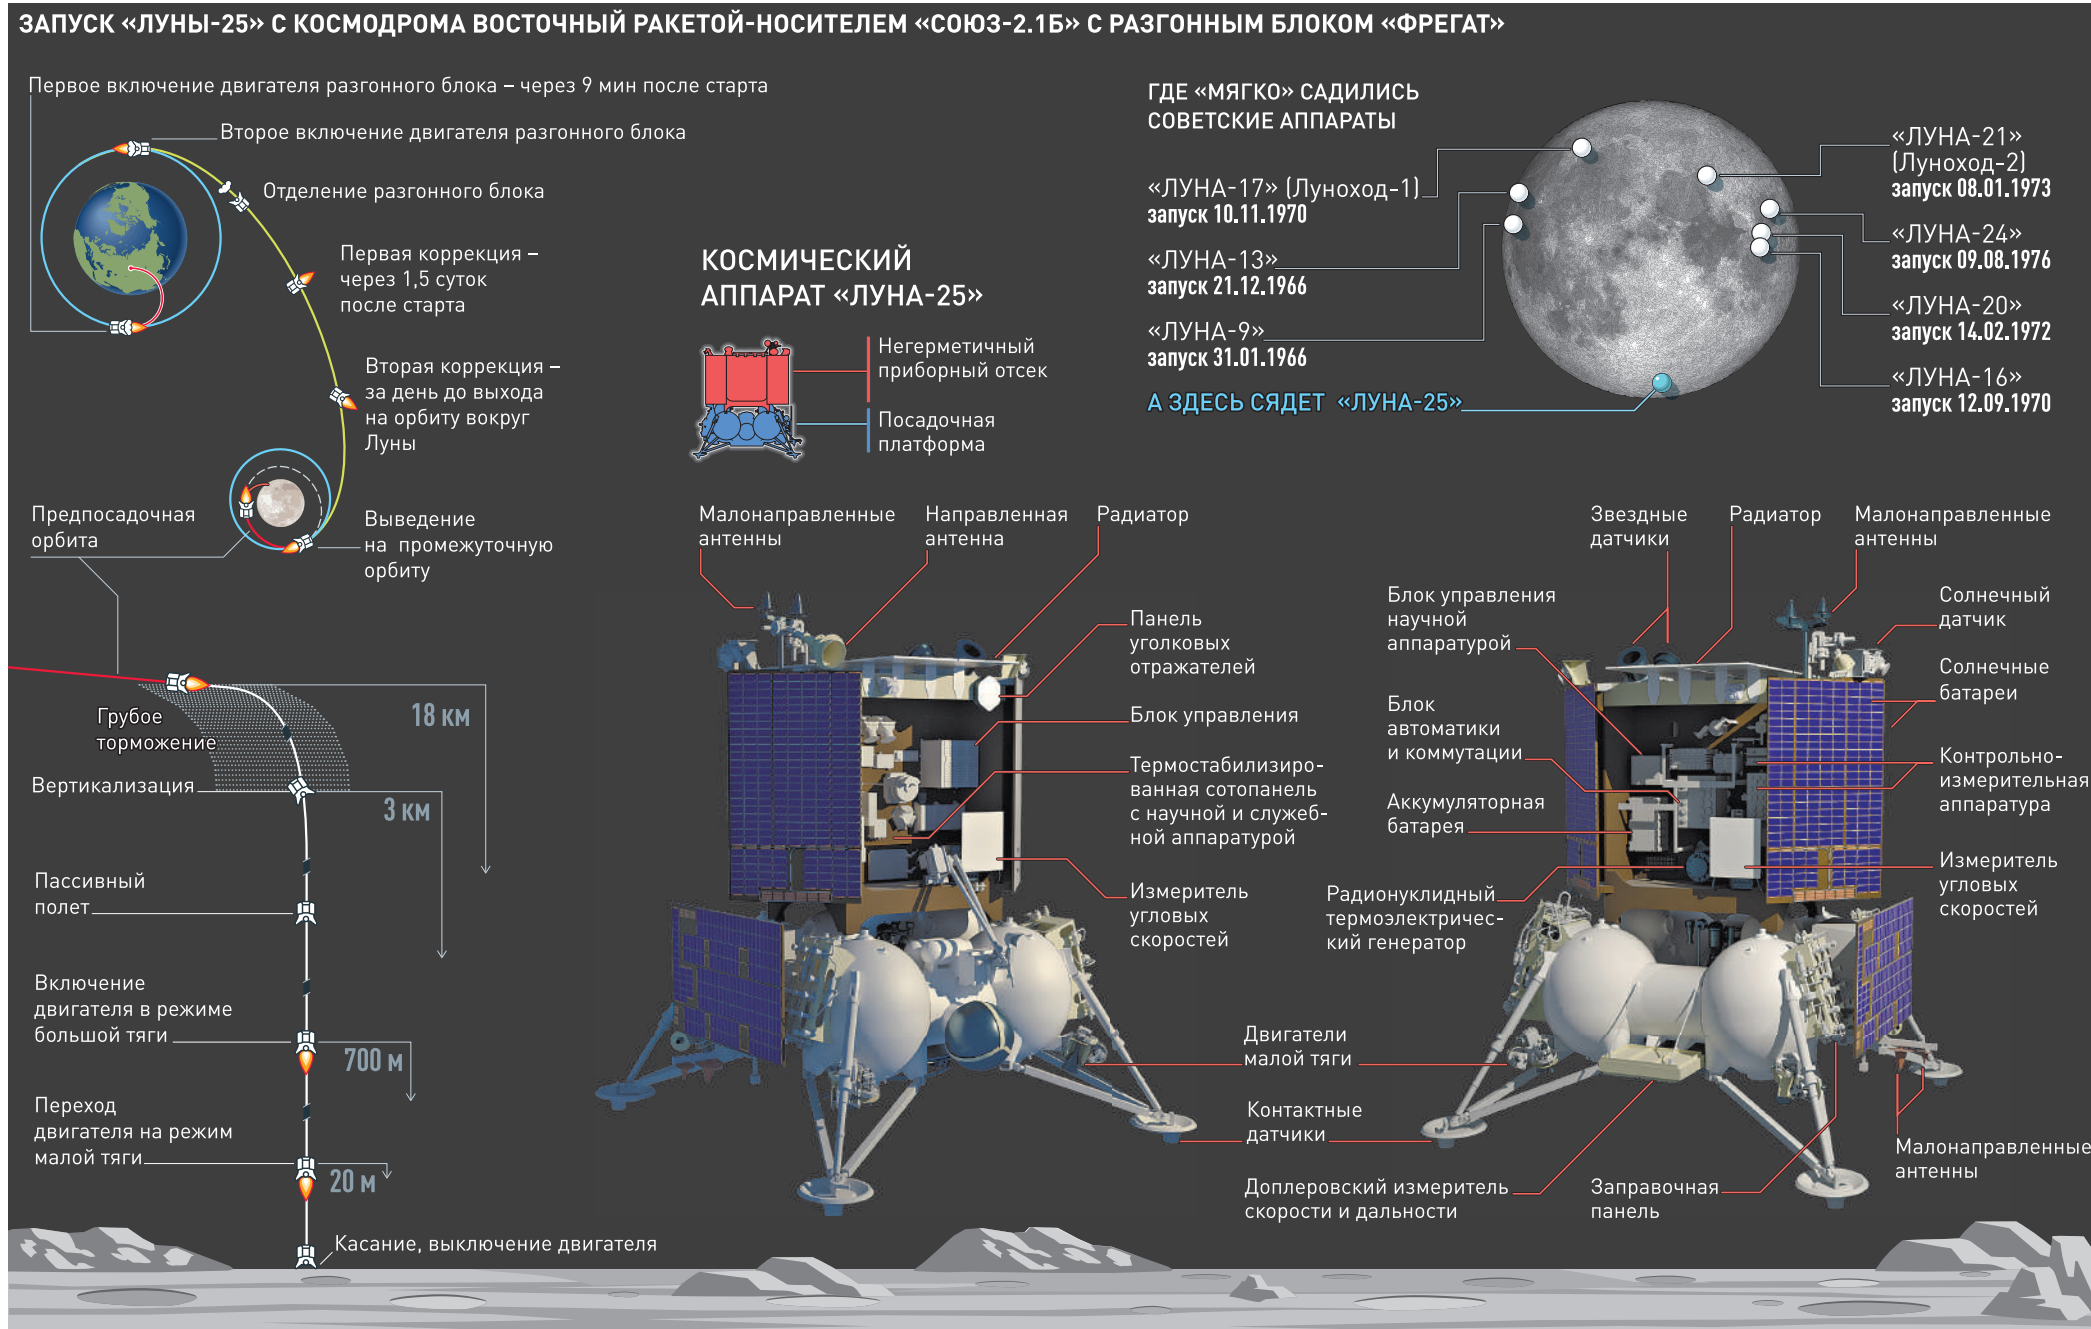 ЗАПУСК «ЛУНЫ-25» С КОСМОДРОМА ВОСТОЧНЫЙ РАКЕТОЙ-НОСИТЕЛЕМ «СОЮЗ-2.1Б» С РАЗГОННЫМ БЛОКОМ «ФРЕГАТ»
Первое включение двигателя разгонного блока – через 9 мин после старта
Второе включение двигателя разгонного блока
Отделение разгонного блока
Первая коррекция –
через 1,5 суток
после старта
Вторая коррекция –
за день до выхода
на орбиту вокруг
Луны
Предпосадочная
орбита
Выведение
на промежуточную
орбиту
Грубое
торможение
18 км
Вертикализация
3 км
Пассивный
полет
Включение
двигателя в режиме
большой тяги
700 м
Переход
двигателя на режим
малой тяги
20 м
Касание, выключение двигателя
КОСМИЧЕСКИЙ
АППАРАТ «ЛУНА-25»
Негерметичный
приборный отсек
Посадочная
платформа
ГДЕ «МЯГКО» САДИЛИСЬ
СОВЕТСКИЕ АППАРАТЫ
«ЛУНА-17» (Луноход-1)
запуск 10.11.1970
«ЛУНА-13»
запуск 21.12.1966
«ЛУНА-9»
запуск 31.01.1966
А ЗДЕСЬ СЯДЕТ «ЛУНА-25»
«ЛУНА-21»
(Луноход-2)
запуск 08.01.1973
«ЛУНА-24»
запуск 09.08.1976
«ЛУНА-20»
запуск 14.02.1972
«ЛУНА-16»
запуск 12.09.1970
Малонаправленные
антенны
Направленная
антенна
Радиатор
Панель
уголковых
отражателей
Блок управления
Термостабилизиро-
ванная сотопанель
с научной и служеб-
ной аппаратурой
Измеритель
угловых
скоростей
Двигатели
малой тяги
Контактные
датчики
Доплеровский измеритель
скорости и дальности
Звездные
датчики
Радиатор
Малонаправленные
антенны
Блок управления
научной
аппаратурой
Блок
автоматики
и коммутации
Аккумуляторная
батарея
Радионуклидный
термоэлектричес-
кий генератор
Солнечный
датчик
Солнечные
батареи
Контрольно-
измерительная
аппаратура
Измеритель
угловых
скоростей
Малонаправленные
антенны
Заправочная
панель